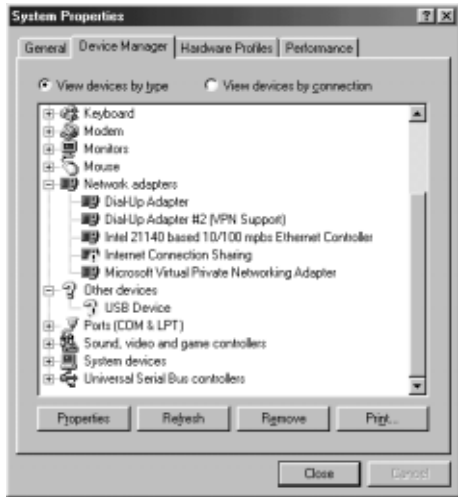 System Properties
General Device Manager Hardware Profiles Performance
View devices by type View devices by connection
Keyboard
Modem
Monitors
Mouse
Network adapters
Dial-Up Adapter
Dial-Up Adapter #2 (VPN Support)
Intel 21140 based 10/100 mbps Ethernet Controller
Internet Connection Sharing
Microsoft Virtual Private Networking Adapter
Other devices
USB Device
Ports (COM & LPT)
Sound, video and game controllers
System devices
Universal Serial Bus controllers
Properties Refresh Remove Print...
Close Cancel